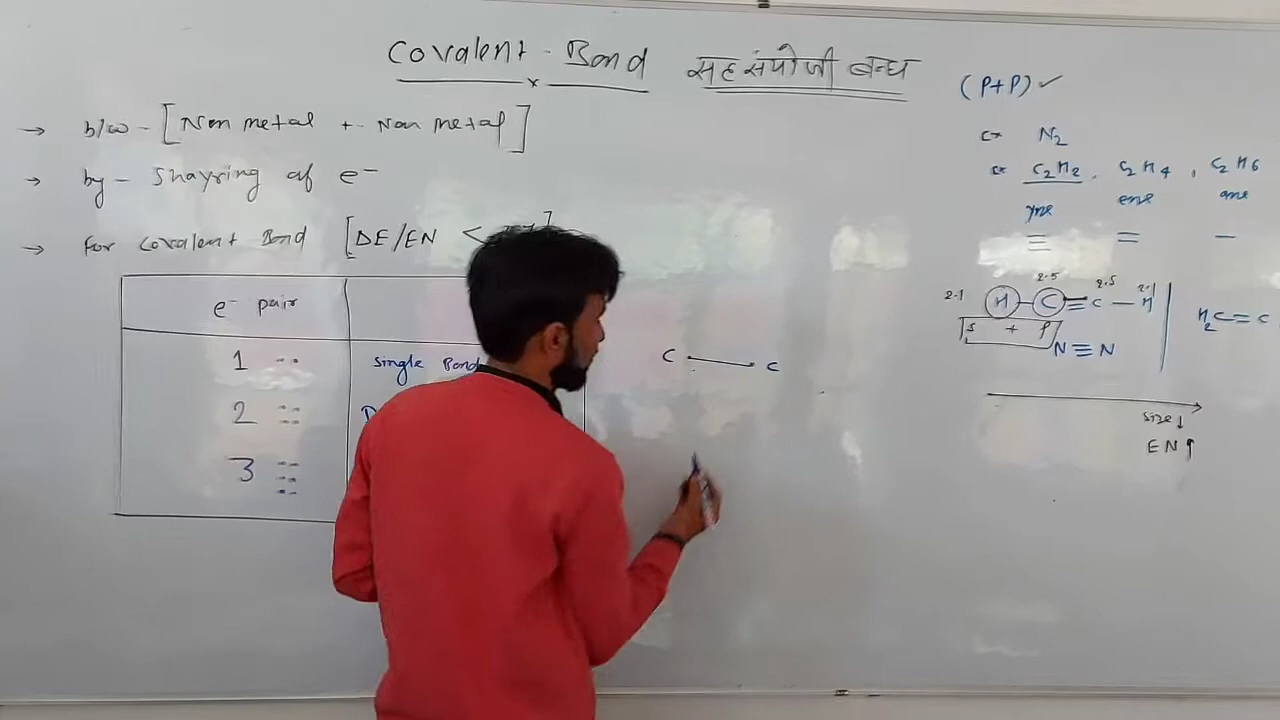 Covalent - Bond सहसंयोजी बन्ध
→ b/w - [Non metal + Non metal]
→ by - Shayring of e⁻
→ For Covalent Bond [ΔE/EN <
e⁻ pair
1 Single Bond
2 D
3
C — C
(P+P) ✓
N₂
C₂H₂, C₂H₄, C₂H₆
yne ene ane
≡ = −
2.1 2.5 2.5 2.1
H - C ≡ C - H
S + P
N ≡ N
H₂C = C
Size ↓
EN ↑